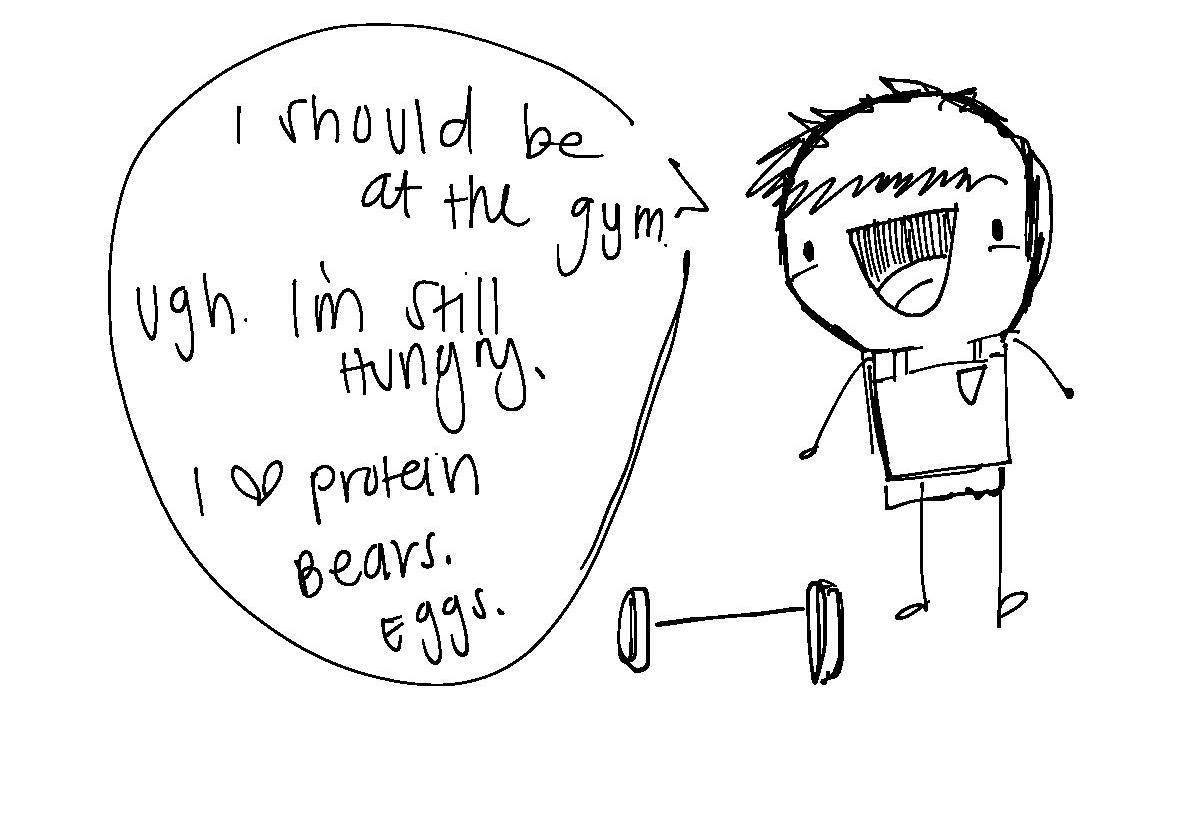 I should be
at the gym.
Ugh. I'm still
Hungry.
I ♡ protein
Bears.
Eggs.